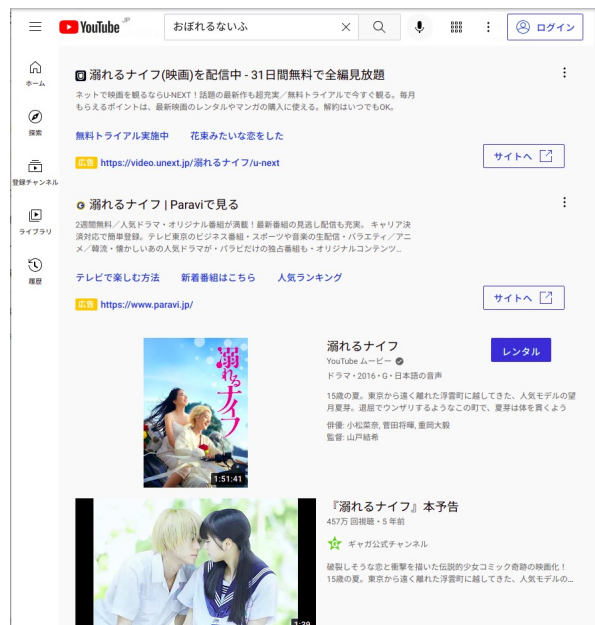 YouTube JP
おぼれるないふ
ログイン
ホーム
探索
登録チャンネル
ライブラリ
履歴
溺れるナイフ(映画)を配信中 - 31日間無料で全編見放題
ネットで映画を観るならU-NEXT！話題の最新作も超充実／無料トライアルで今すぐ観る。毎月
もらえるポイントは、最新映画のレンタルやマンガの購入に使える。解約はいつでもOK。
無料トライアル実施中 花束みたいな恋をした
広告 https://video.unext.jp/溺れるナイフ/u-next
サイトへ
溺れるナイフ | Paraviで見る
2週間無料／人気ドラマ・オリジナル番組が満載！最新番組の見逃し配信も充実。 キャリア決
済対応で簡単登録。テレビ東京のビジネス番組・スポーツや音楽の生配信・バラエティ／アニ
メ／韓流・懐かしいあの人気ドラマが・パラビだけの独占番組も・オリジナルコンテンツ...
テレビで楽しむ方法 新着番組はこちら 人気ランキング
広告 https://www.paravi.jp/
サイトへ
溺れるナイフ
1:51:41
溺れるナイフ
YouTube ムービー
ドラマ・2016・G・日本語の音声
15歳の夏。東京から遠く離れた浮雲町に越してきた、人気モデルの望
月夏芽。退屈でウンザリするようなこの町で、夏芽は体を貫くよう
俳優: 小松菜奈, 菅田将暉, 重岡大毅
監督: 山戸結希
レンタル
『溺れるナイフ』本予告
457万 回視聴・5 年前
ギャガ公式チャンネル
破裂しそうな恋と衝撃を描いた伝説的少女コミック奇跡の映画化！
15歳の夏。東京から遠く離れた浮雲町に越してきた、人気モデルの...
1:39